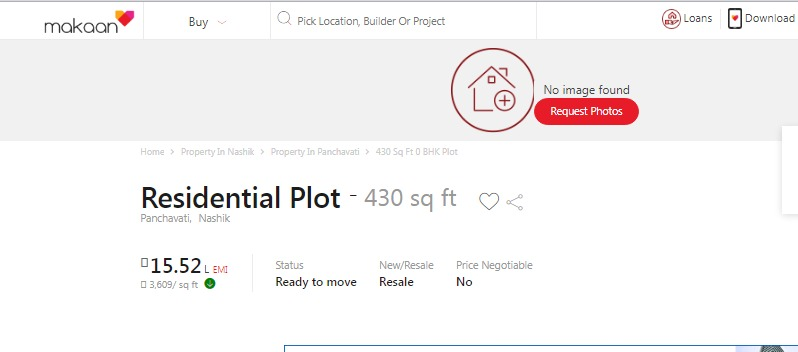 makaan
Buy
Pick Location, Builder Or Project
Loans
Download
No image found
Request Photos
Home > Property In Nashik > Property In Panchavati > 430 Sq Ft 0 BHK Plot
Residential Plot - 430 sq ft
Panchavati, Nashik
15.52 L EMI
3,609/ sq ft
Status
Ready to move
New/Resale
Resale
Price Negotiable
No